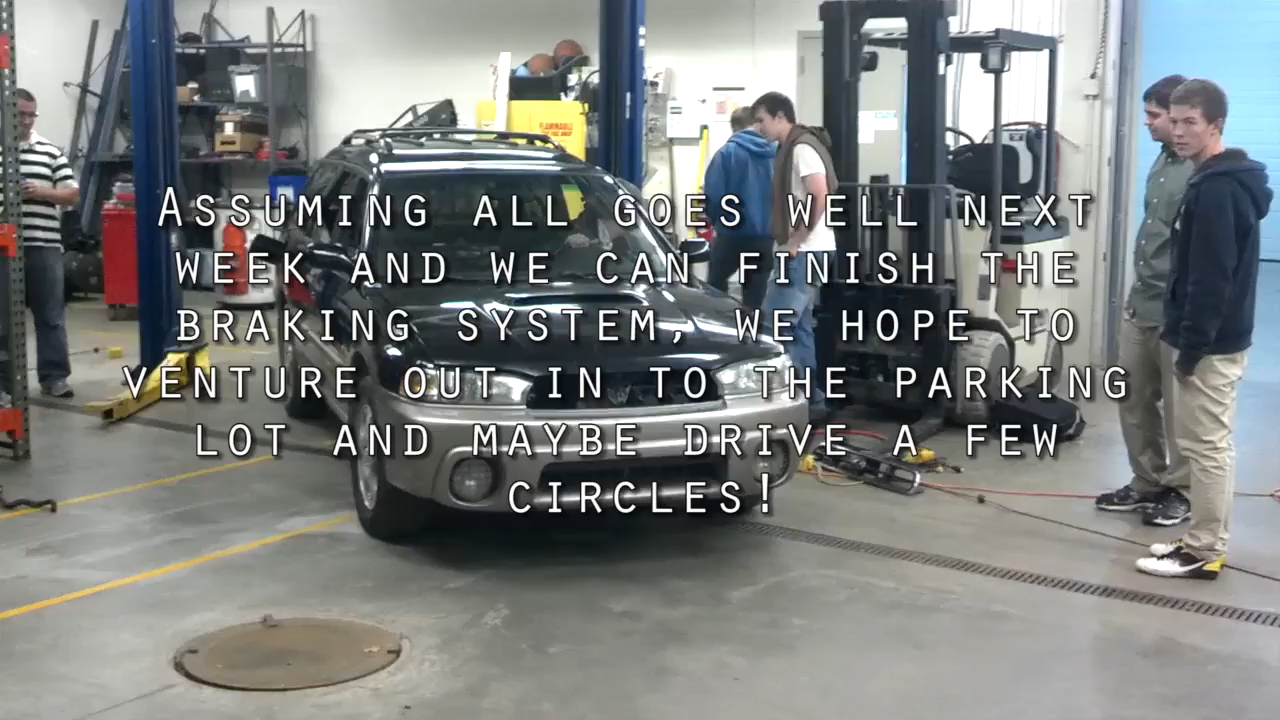 FLAMMABLE
ASSUMING ALL GOES WELL NEXT
WEEK AND WE CAN FINISH THE
BRAKING SYSTEM, WE HOPE TO
VENTURE OUT IN TO THE PARKING
LOT AND MAYBE DRIVE A FEW
CIRCLES!